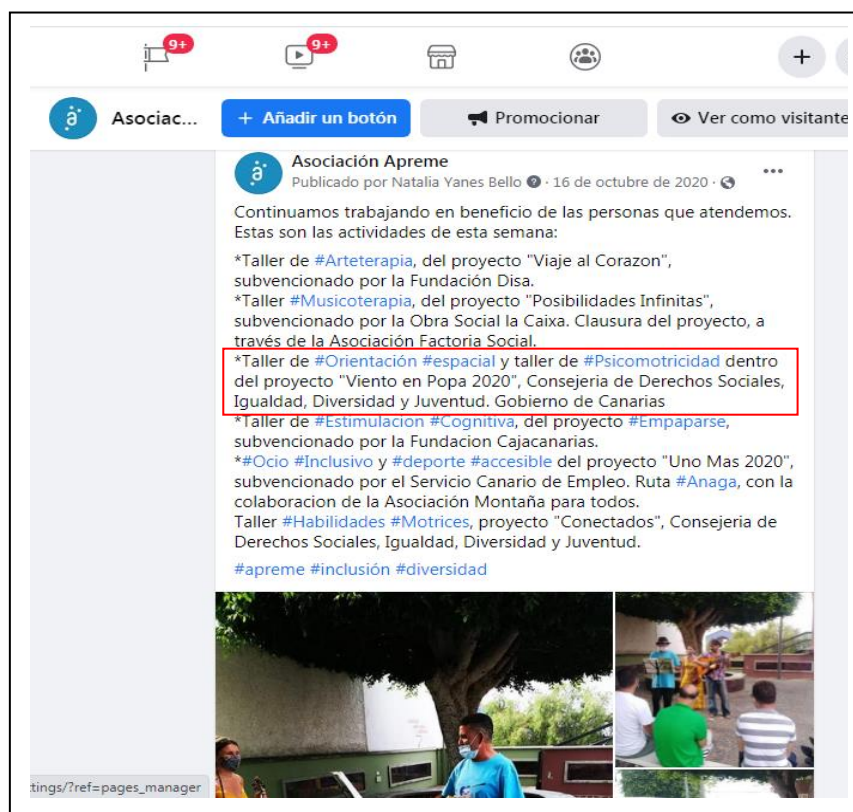 9+
9+
+
Asociac...
+ Añadir un botón
Promocionar
Ver como visitante
Asociación Apreme
Publicado por Natalia Yanes Bello · 16 de octubre de 2020 ·
Continuamos trabajando en beneficio de las personas que atendemos.
Estas son las actividades de esta semana:
*Taller de #Arteterapia, del proyecto "Viaje al Corazon",
subvencionado por la Fundación Disa.
*Taller #Musicoterapia, del proyecto "Posibilidades Infinitas",
subvencionado por la Obra Social la Caixa. Clausura del proyecto, a
través de la Asociación Factoria Social.
*Taller de #Orientación #espacial y taller de #Psicomotricidad dentro
del proyecto "Viento en Popa 2020", Consejeria de Derechos Sociales,
Igualdad, Diversidad y Juventud. Gobierno de Canarias
*Taller de #Estimulacion #Cognitiva, del proyecto #Empaparse,
subvencionado por la Fundacion Cajacanarias.
*#Ocio #Inclusivo y #deporte #accesible del proyecto "Uno Mas 2020",
subvencionado por el Servicio Canario de Empleo. Ruta #Anaga, con la
colaboracion de la Asociación Montaña para todos.
Taller #Habilidades #Motrices, proyecto "Conectados", Consejeria de
Derechos Sociales, Igualdad, Diversidad y Juventud.
#apreme #inclusión #diversidad
ttings/?ref=pages_manager